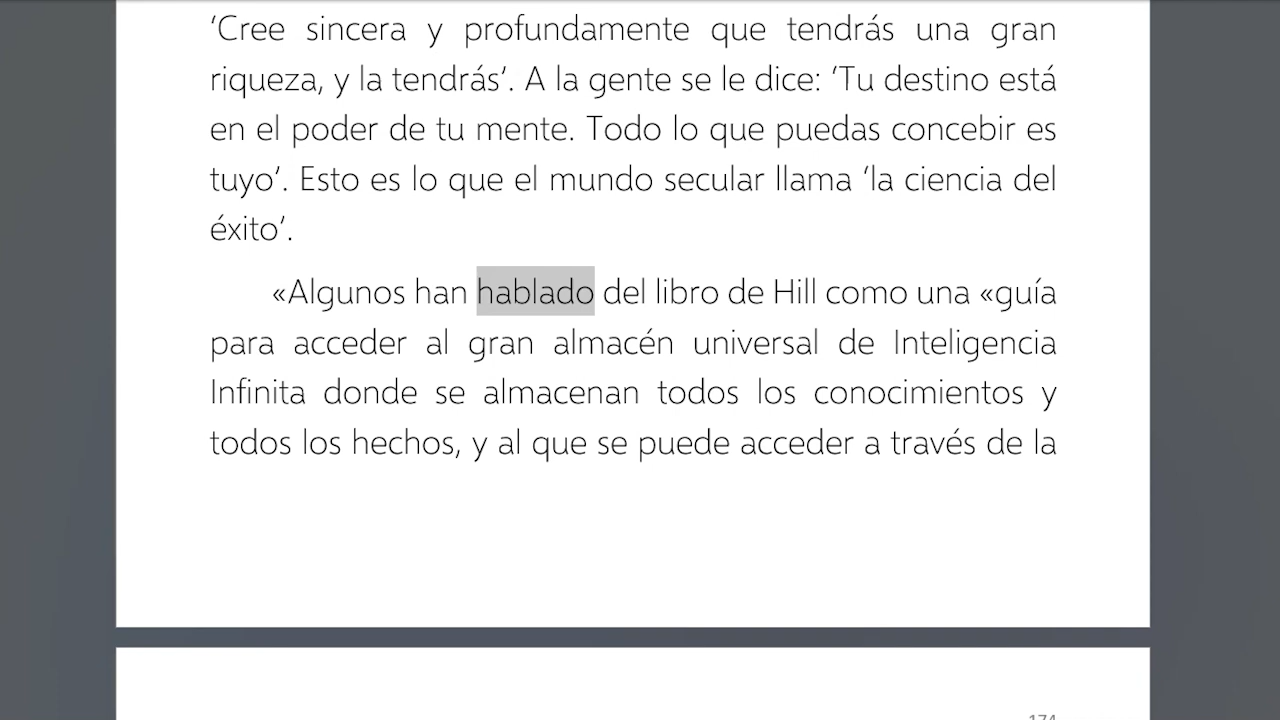 ‘Cree sincera y profundamente que tendrás una gran
riqueza, y la tendrás’. A la gente se le dice: ‘Tu destino está
en el poder de tu mente. Todo lo que puedas concebir es
tuyo’. Esto es lo que el mundo secular llama ‘la ciencia del
éxito’.
«Algunos han hablado del libro de Hill como una «guía
para acceder al gran almacén universal de Inteligencia
Infinita donde se almacenan todos los conocimientos y
todos los hechos, y al que se puede acceder a través de la
174